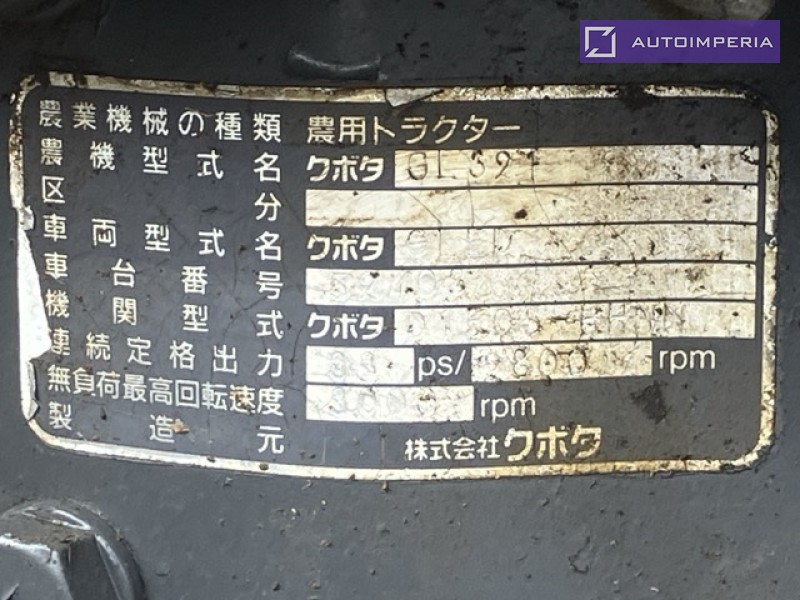 AUTOIMPERIA
農業機械の種類 農用トラクター
農機型式名 クボタ GL391
区分
車両型式名 クボタ
車台番号
機関型式 クボタ
連続定格出力 ps/ rpm
無負荷最高回転速度 rpm
製造元 株式会社クボタ